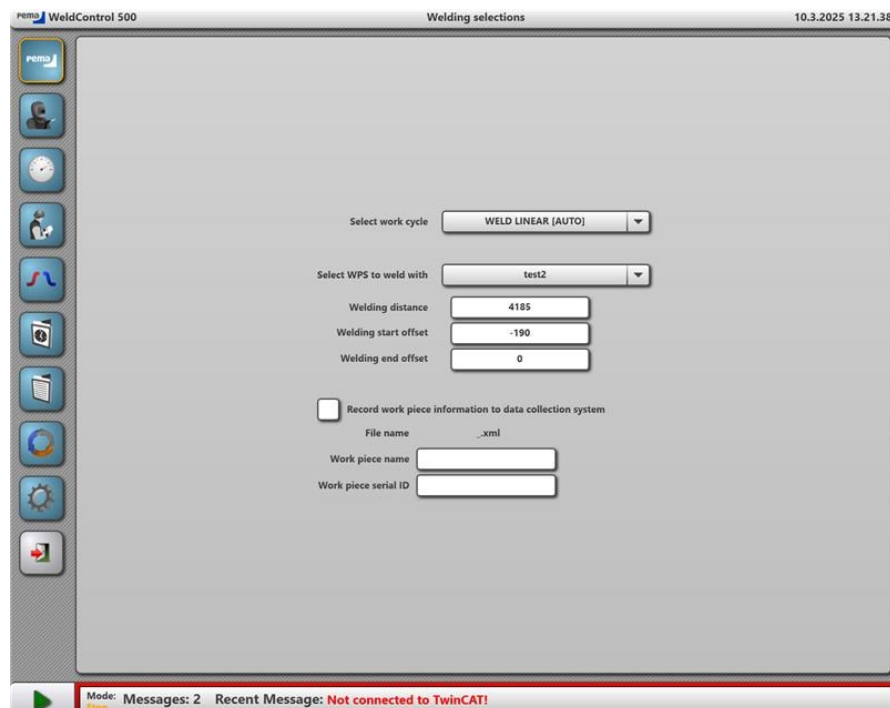 Pema WeldControl 500 Welding selections 10.3.2025 13.21.38
Pema
Select work cycle WELD LINEAR [AUTO]
Select WPS to weld with test2
Welding distance 4185
Welding start offset -190
Welding end offset 0
Record work piece information to data collection system
File name _.xml
Work piece name
Work piece serial ID
Mode: Messages: 2 Recent Message: Not connected to TwinCAT!
Stop